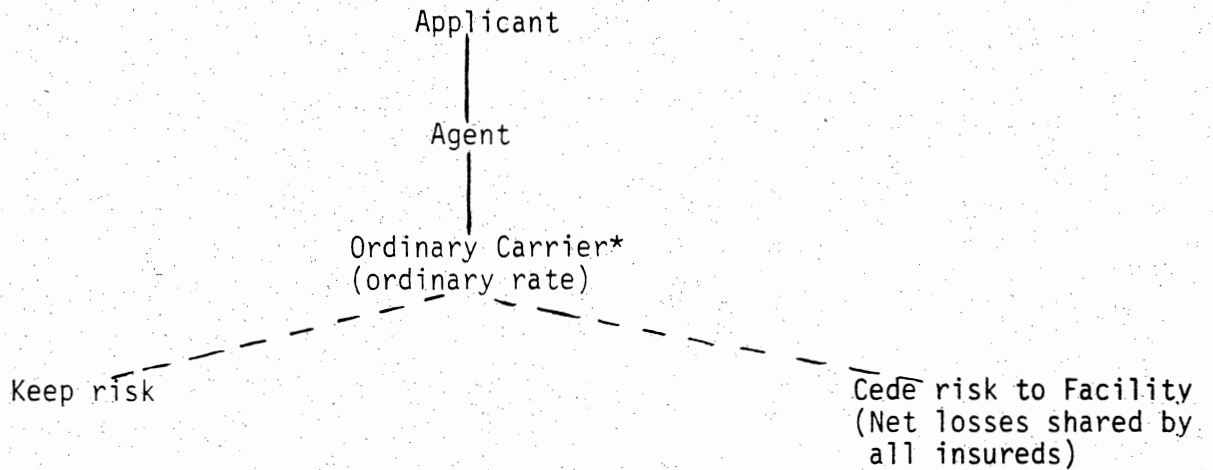 Applicant
Agent
Ordinary Carrier*
(ordinary rate)
Keep risk
Cede risk to Facility
(Net losses shared by
all insureds)